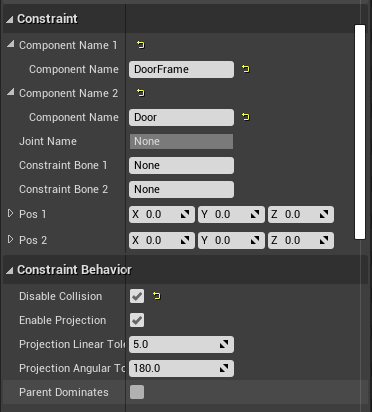 Constraint
Component Name 1
Component Name DoorFrame
Component Name 2
Component Name Door
Joint Name None
Constraint Bone 1 None
Constraint Bone 2 None
Pos 1 X 0.0 Y 0.0 Z 0.0
Pos 2 X 0.0 Y 0.0 Z 0.0
Constraint Behavior
Disable Collision
Enable Projection
Projection Linear Tole 5.0
Projection Angular To 180.0
Parent Dominates